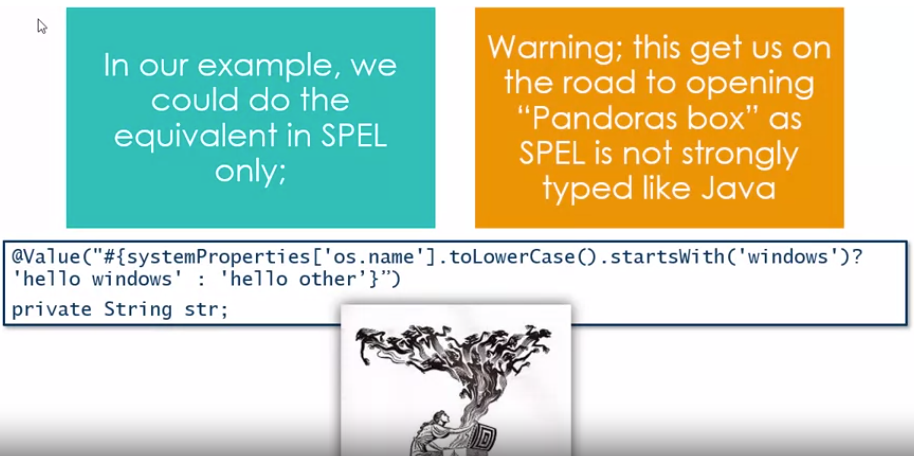 In our example, we
could do the
equivalent in SPEL
only;
Warning; this get us on
the road to opening
“Pandoras box” as
SPEL is not strongly
typed like Java
@Value("#{systemProperties['os.name'].toLowerCase().startsWith('windows')?
'hello windows' : 'hello other’}”)
private String str;